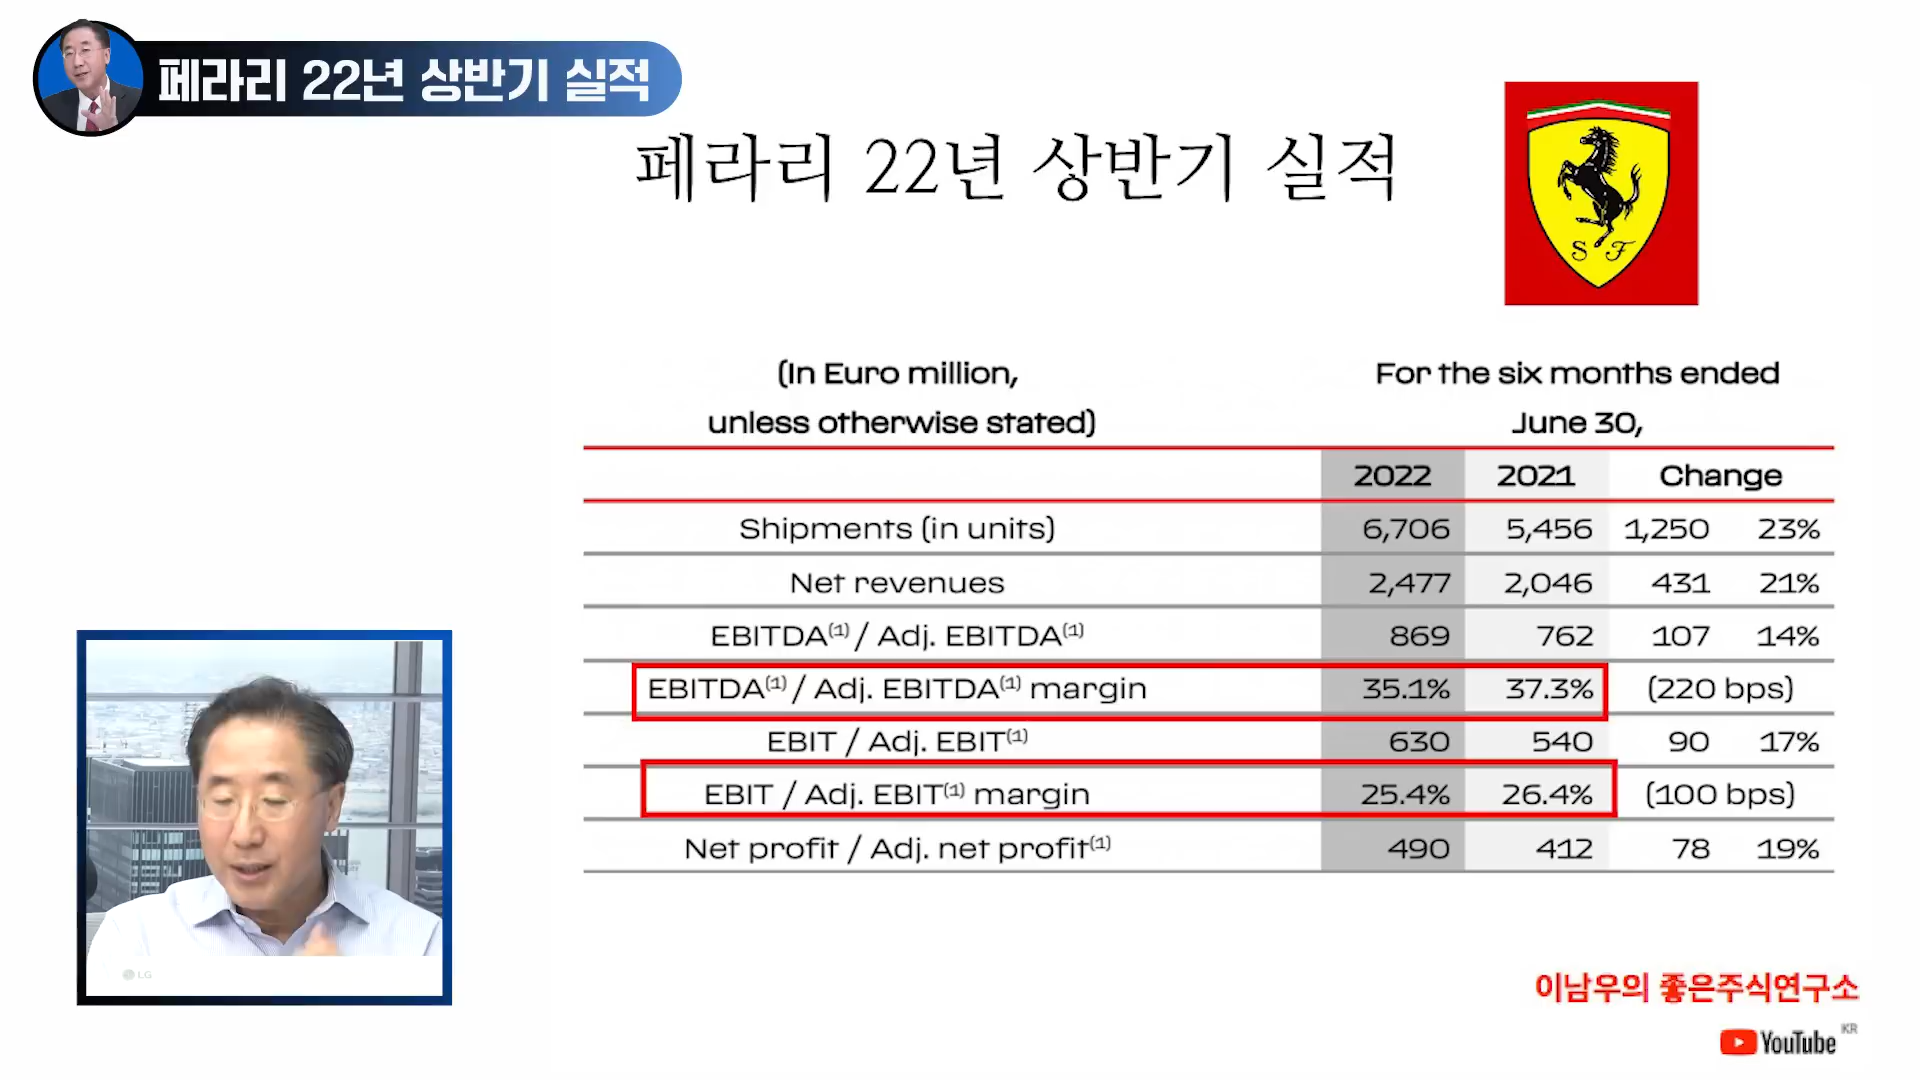 페라리 22년 상반기 실적
페라리 22년 상반기 실적
S F
(In Euro million,
unless otherwise stated)
For the six months ended
June 30,
2022 2021 Change
Shipments (in units) 6,706 5,456 1,250 23%
Net revenues 2,477 2,046 431 21%
EBITDA(1) / Adj. EBITDA(1) 869 762 107 14%
EBITDA(1) / Adj. EBITDA(1) margin 35.1% 37.3% (220 bps)
EBIT / Adj. EBIT(1) 630 540 90 17%
EBIT / Adj. EBIT(1) margin 25.4% 26.4% (100 bps)
Net profit / Adj. net profit(1) 490 412 78 19%
LG
이남우의 좋은주식연구소
YouTube KR